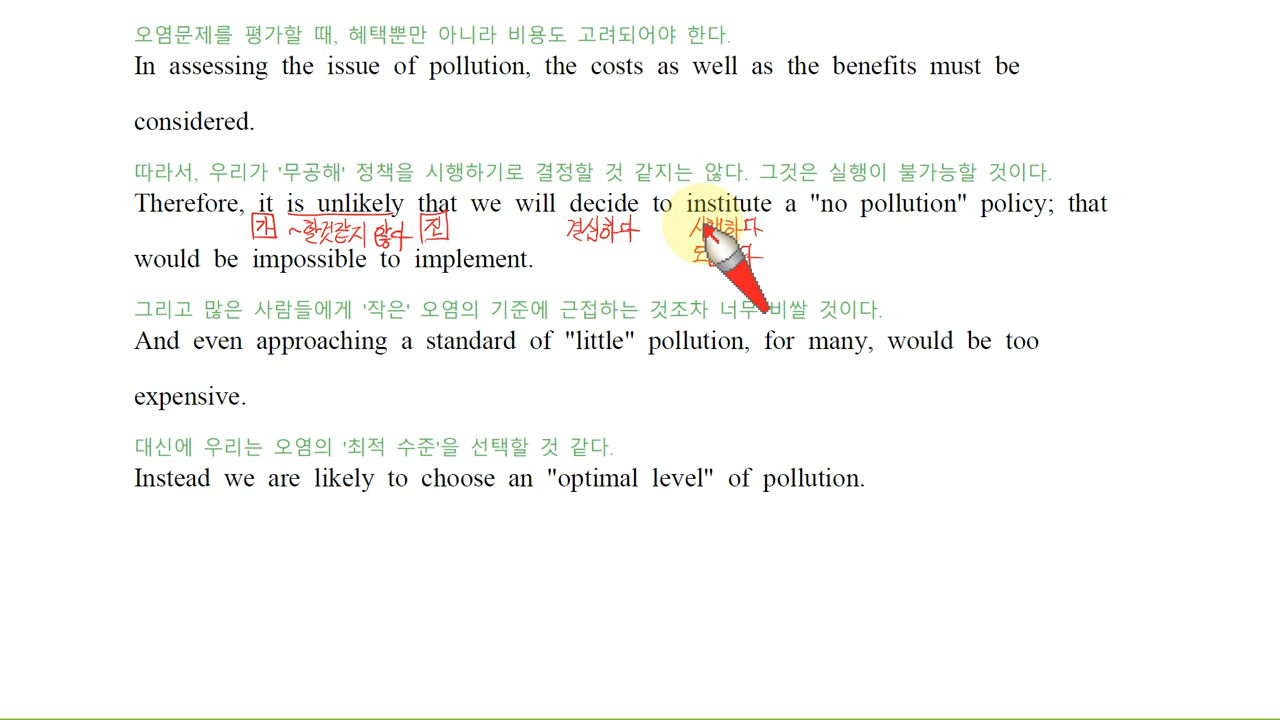 오염문제를 평가할 때, 혜택뿐만 아니라 비용도 고려되어야 한다.
In assessing the issue of pollution, the costs as well as the benefits must be
considered.
따라서, 우리가 '무공해' 정책을 시행하기로 결정할 것 같지는 않다. 그것은 실행이 불가능할 것이다.
Therefore, it is unlikely that we will decide to institute a "no pollution" policy; that
가 ~할것같지 않다 진 결심하다
would be impossible to implement.
그리고 많은 사람들에게 '작은' 오염의 기준에 근접하는 것조차 너무 비쌀 것이다.
And even approaching a standard of "little" pollution, for many, would be too
expensive.
대신에 우리는 오염의 '최적 수준'을 선택할 것 같다.
Instead we are likely to choose an "optimal level" of pollution.